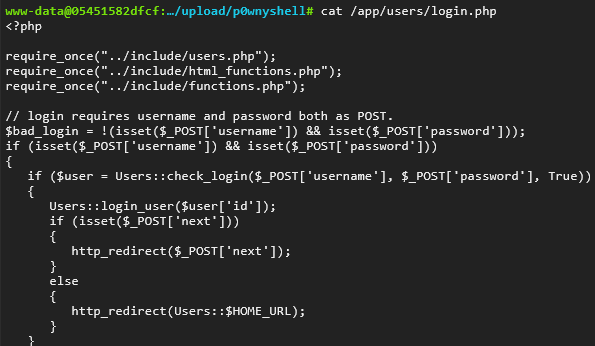 www-data@05451582dfcf:…/upload/p0wnyshell# cat /app/users/login.php
<?php

require_once("../include/users.php");
require_once("../include/html_functions.php");
require_once("../include/functions.php");

// login requires username and password both as POST.
$bad_login = !(isset($_POST['username']) && isset($_POST['password']));
if (isset($_POST['username']) && isset($_POST['password']))
{
   if ($user = Users::check_login($_POST['username'], $_POST['password'], True))
   {
      Users::login_user($user['id']);
      if (isset($_POST['next']))
      {
         http_redirect($_POST['next']);
      }
      else
      {
         http_redirect(Users::$HOME_URL);
      }
   }